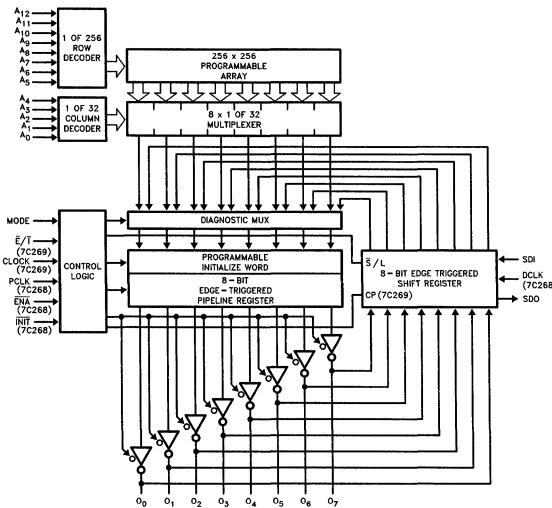 A12
A11
A10
A9
A8
A7
A6
A5
1 OF 256
ROW
DECODER
256 x 256
PROGRAMMABLE
ARRAY
A4
A3
A2
A1
A0
1 OF 32
COLUMN
DECODER
8 x 1 OF 32
MULTIPLEXER
MODE
E/I
(7C269)
CLOCK
(7C269)
PCLK
(7C268)
ENA
(7C268)
INIT
(7C268)
CONTROL
LOGIC
DIAGNOSTIC MUX
PROGRAMMABLE
INITIALIZE WORD
8-BIT
EDGE-TRIGGERED
PIPELINE REGISTER
S/L
8-BIT EDGE TRIGGERED
SHIFT REGISTER
CP (7C269)
SDI
DCLK
(7C268
SDO
O0 O1 O2 O3 O4 O5 O6 O7